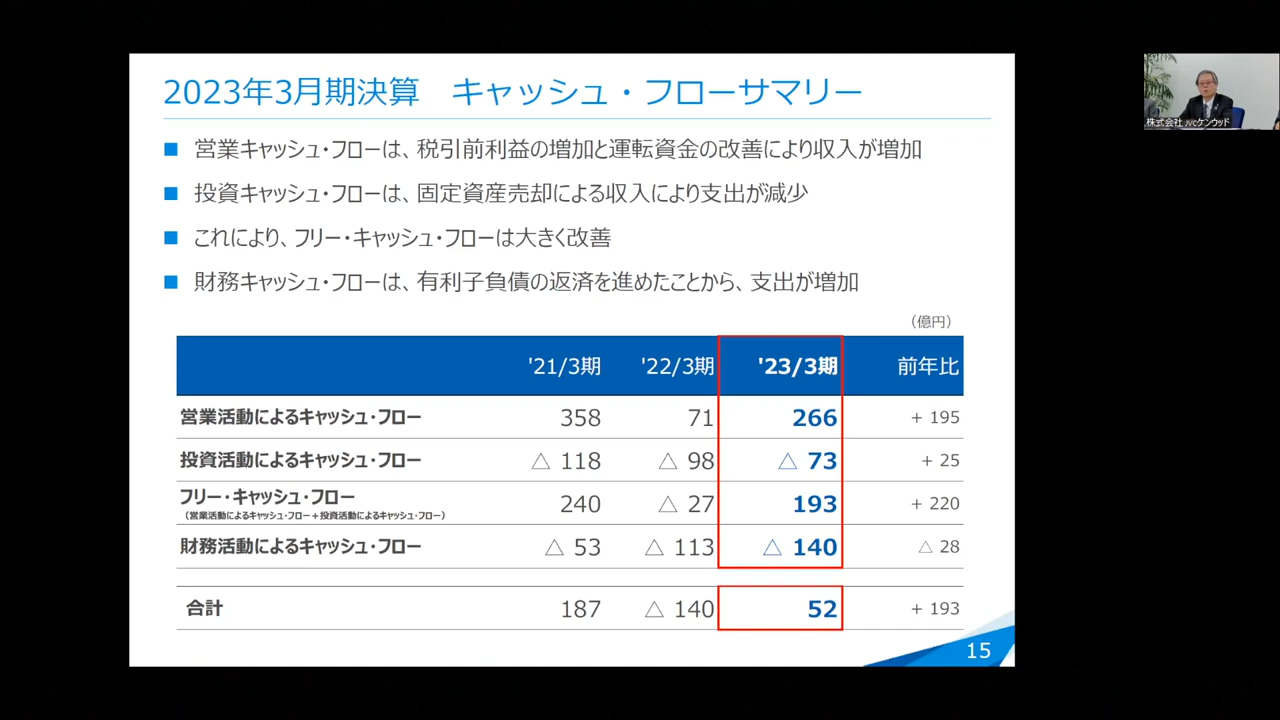 2023年3月期決算　キャッシュ・フローサマリー
■ 営業キャッシュ・フローは、税引前利益の増加と運転資金の改善により収入が増加
■ 投資キャッシュ・フローは、固定資産売却による収入により支出が減少
■ これにより、フリー・キャッシュ・フローは大きく改善
■ 財務キャッシュ・フローは、有利子負債の返済を進めたことから、支出が増加
（億円）
'21/3期 '22/3期 '23/3期 前年比
営業活動によるキャッシュ・フロー 358 71 266 + 195
投資活動によるキャッシュ・フロー △ 118 △ 98 △ 73 + 25
フリー・キャッシュ・フロー 240 △ 27 193 + 220
（営業活動によるキャッシュ・フロー＋投資活動によるキャッシュ・フロー）
財務活動によるキャッシュ・フロー △ 53 △ 113 △ 140 △ 28
合計 187 △ 140 52 + 193
15
株式会社 JVCケンウッド